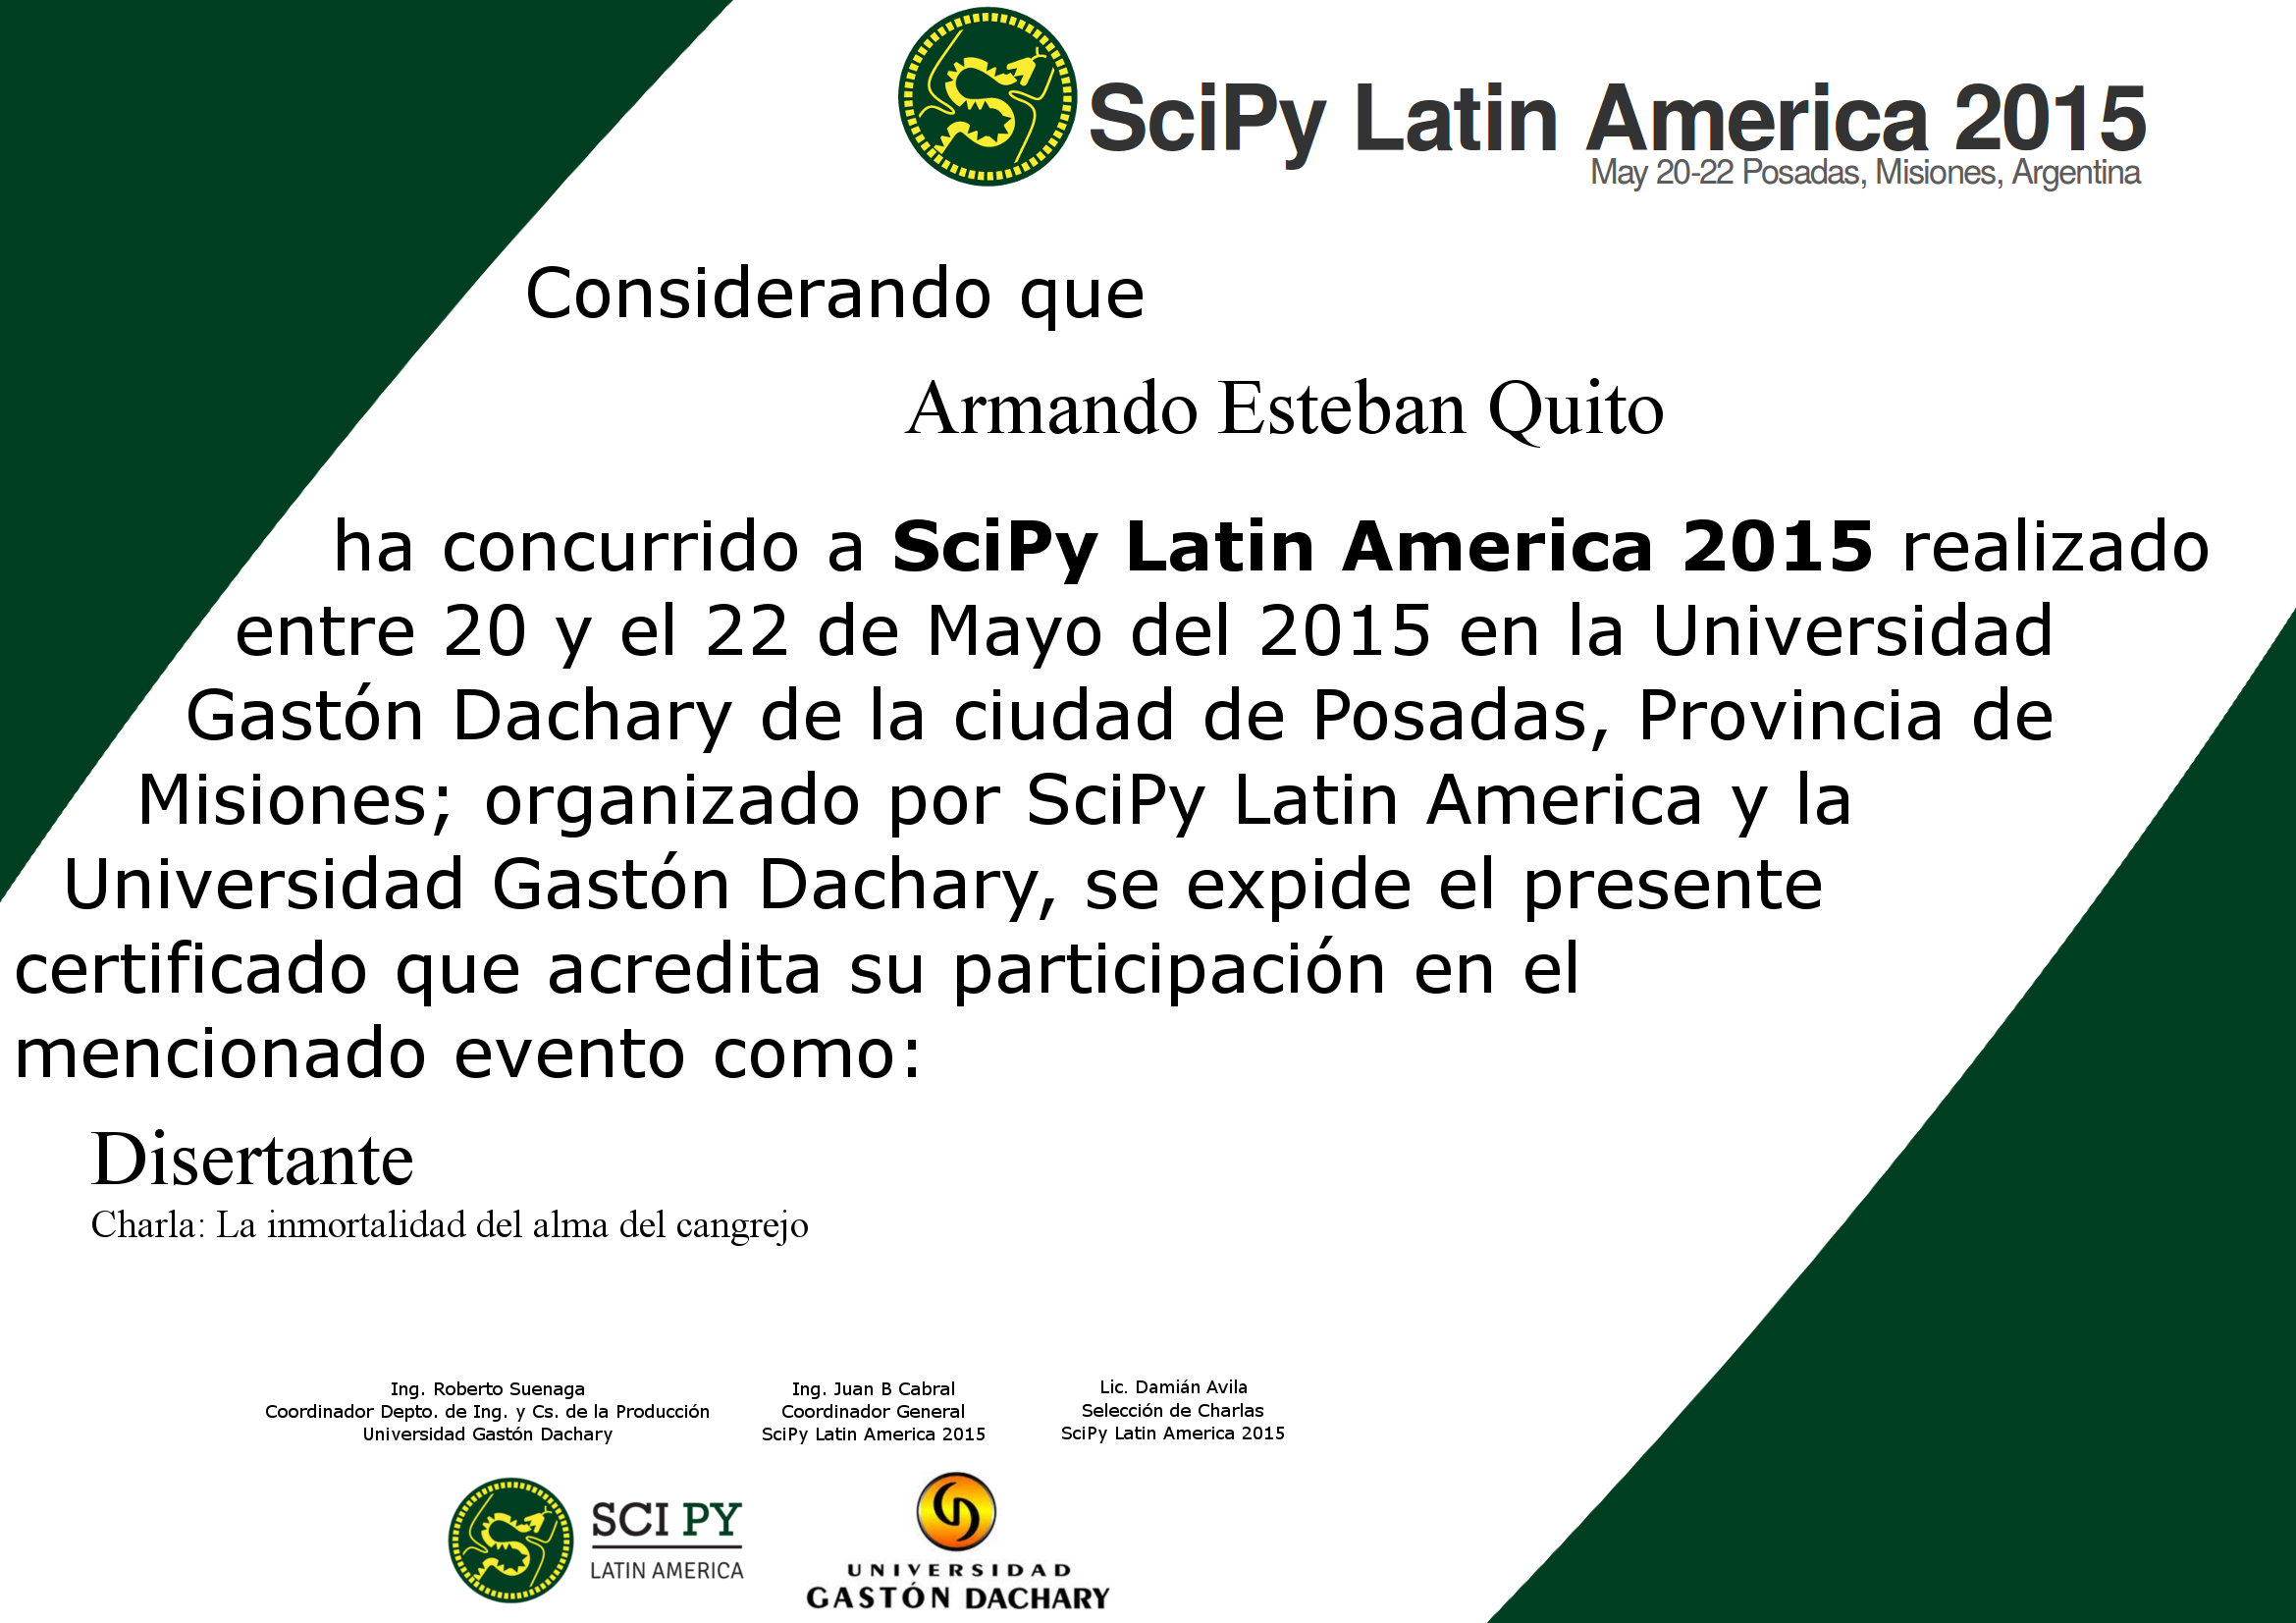 SciPy Latin America 2015
May 20-22 Posadas, Misiones, Argentina
Considerando que
Armando Esteban Quito
ha concurrido a SciPy Latin America 2015 realizado
entre 20 y el 22 de Mayo del 2015 en la Universidad
Gastón Dachary de la ciudad de Posadas, Provincia de
Misiones; organizado por SciPy Latin America y la
Universidad Gastón Dachary, se expide el presente
certificado que acredita su participación en el
mencionado evento como:
Disertante
Charla: La inmortalidad del alma del cangrejo
Ing. Roberto Suenaga
Coordinador Depto. de Ing. y Cs. de la Producción
Universidad Gastón Dachary
Ing. Juan B Cabral
Coordinador General
SciPy Latin America 2015
Lic. Damián Avila
Selección de Charlas
SciPy Latin America 2015
SCI PY
LATIN AMERICA
UNIVERSIDAD
GASTÓN DACHARY